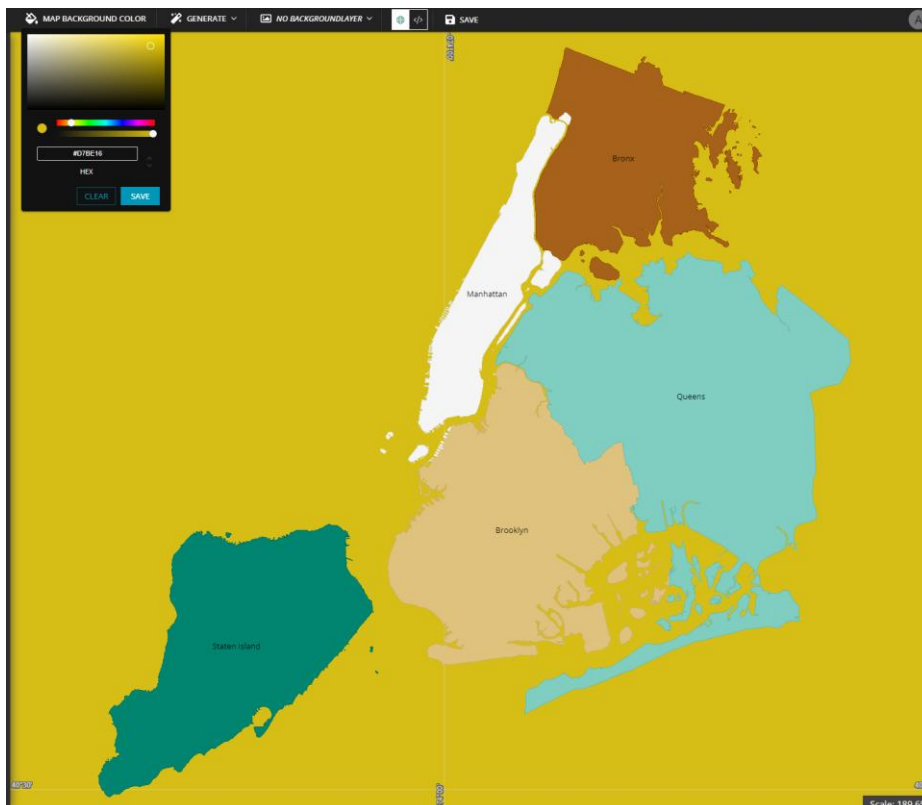 MAP BACKGROUND COLOR GENERATE NO BACKGROUNDLAYER </> SAVE
A
#D7BE16
HEX
CLEAR SAVE
Bronx
Manhattan
Queens
Brooklyn
Staten Island